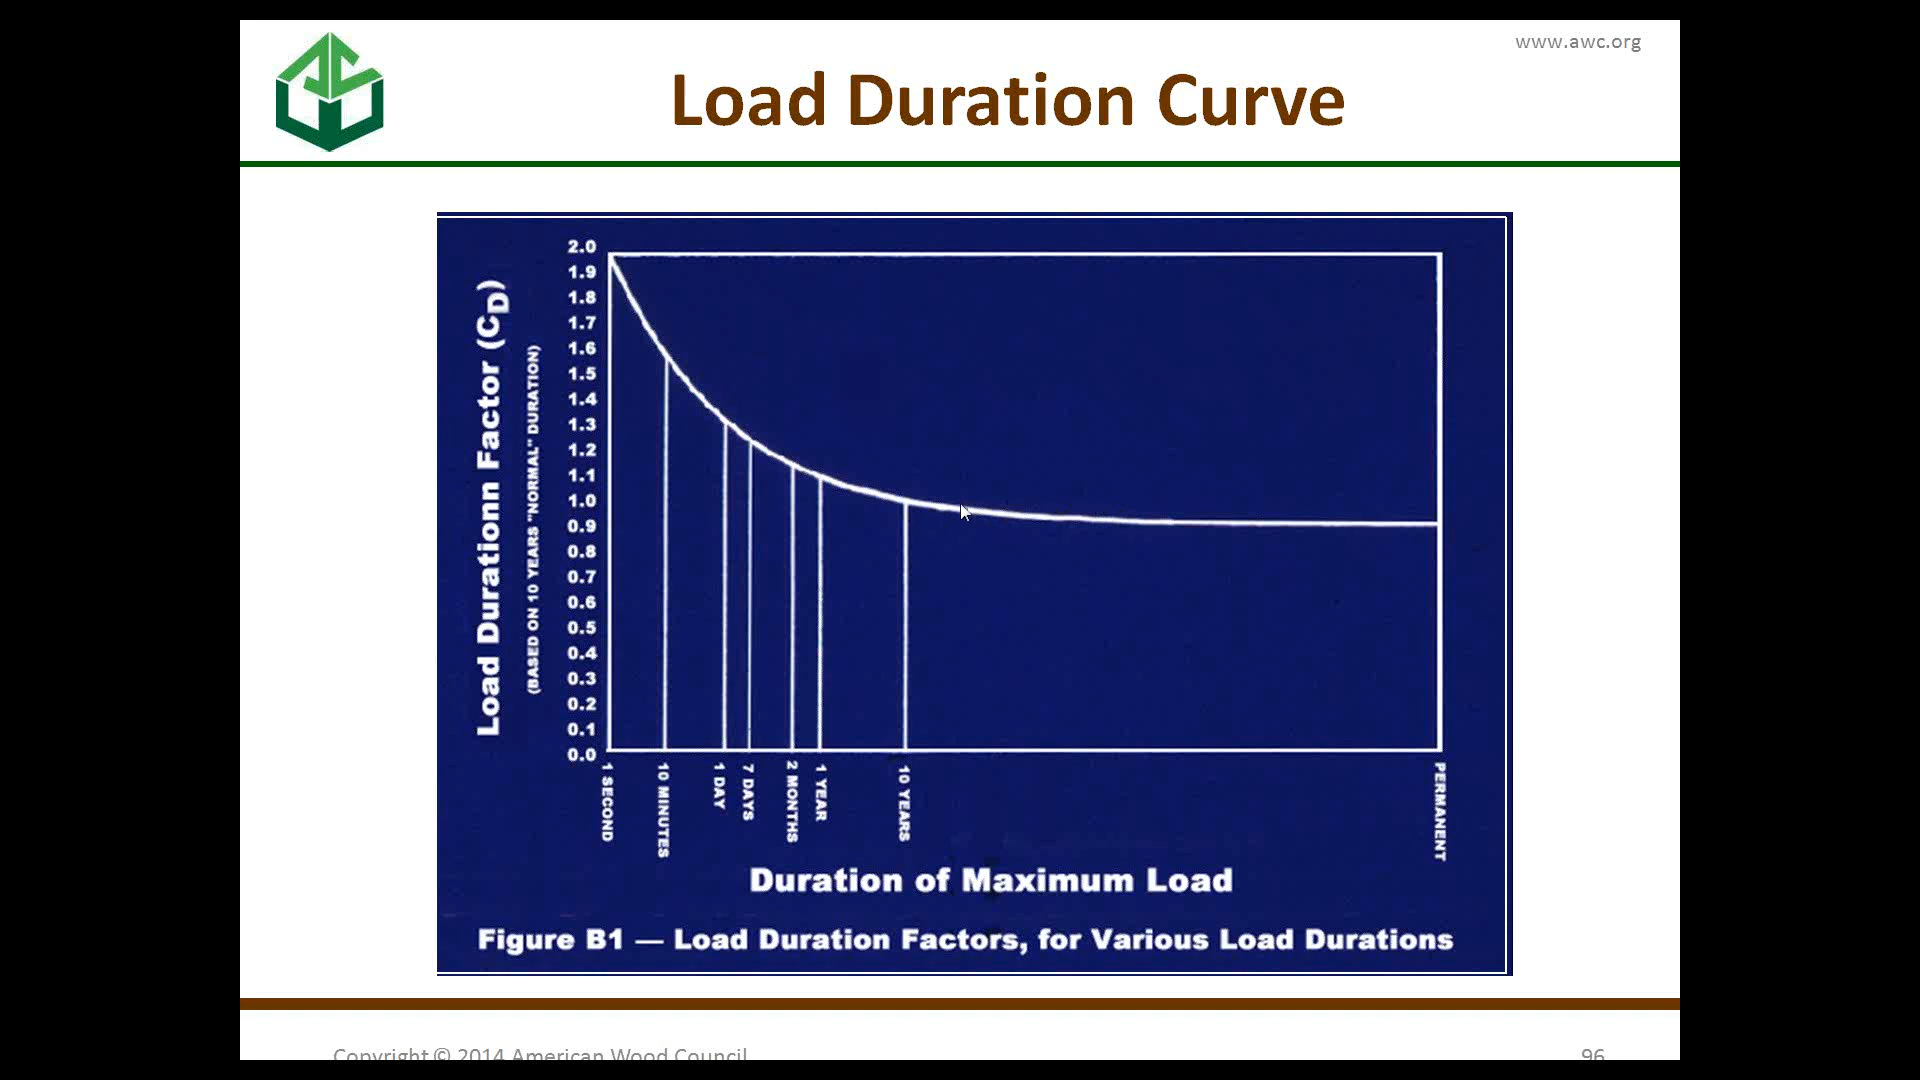 www.awc.org
Load Duration Curve
Load Durationn Factor (CD)
(BASED ON 10 YEARS "NORMAL" DURATION)
2.0
1.9
1.8
1.7
1.6
1.5
1.4
1.3
1.2
1.1
1.0
0.9
0.8
0.7
0.6
0.5
0.4
0.3
0.2
0.1
0.0
1 SECOND
10 MINUTES
1 DAY
7 DAYS
2 MONTHS
1 YEAR
10 YEARS
PERMANENT
Duration of Maximum Load
Figure B1 — Load Duration Factors, for Various Load Durations
Copyright © 2014 American Wood Council
96